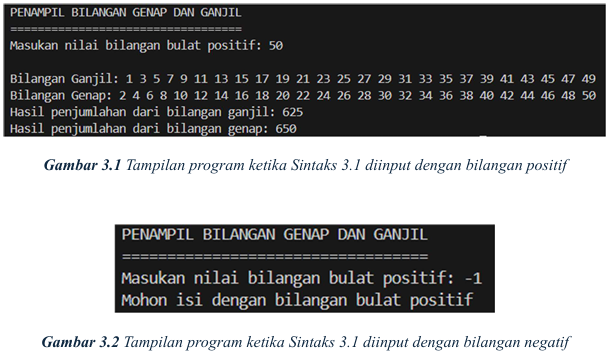 PENAMPIL BILANGAN GENAP DAN GANJIL
==================================
Masukan nilai bilangan bulat positif: 50
Bilangan Ganjil: 1 3 5 7 9 11 13 15 17 19 21 23 25 27 29 31 33 35 37 39 41 43 45 47 49
Bilangan Genap: 2 4 6 8 10 12 14 16 18 20 22 24 26 28 30 32 34 36 38 40 42 44 46 48 50
Hasil penjumlahan dari bilangan ganjil: 625
Hasil penjumlahan dari bilangan genap: 650
Gambar 3.1 Tampilan program ketika Sintaks 3.1 diinput dengan bilangan positif
PENAMPIL BILANGAN GENAP DAN GANJIL
==================================
Masukan nilai bilangan bulat positif: -1
Mohon isi dengan bilangan bulat positif
Gambar 3.2 Tampilan program ketika Sintaks 3.1 diinput dengan bilangan negatif